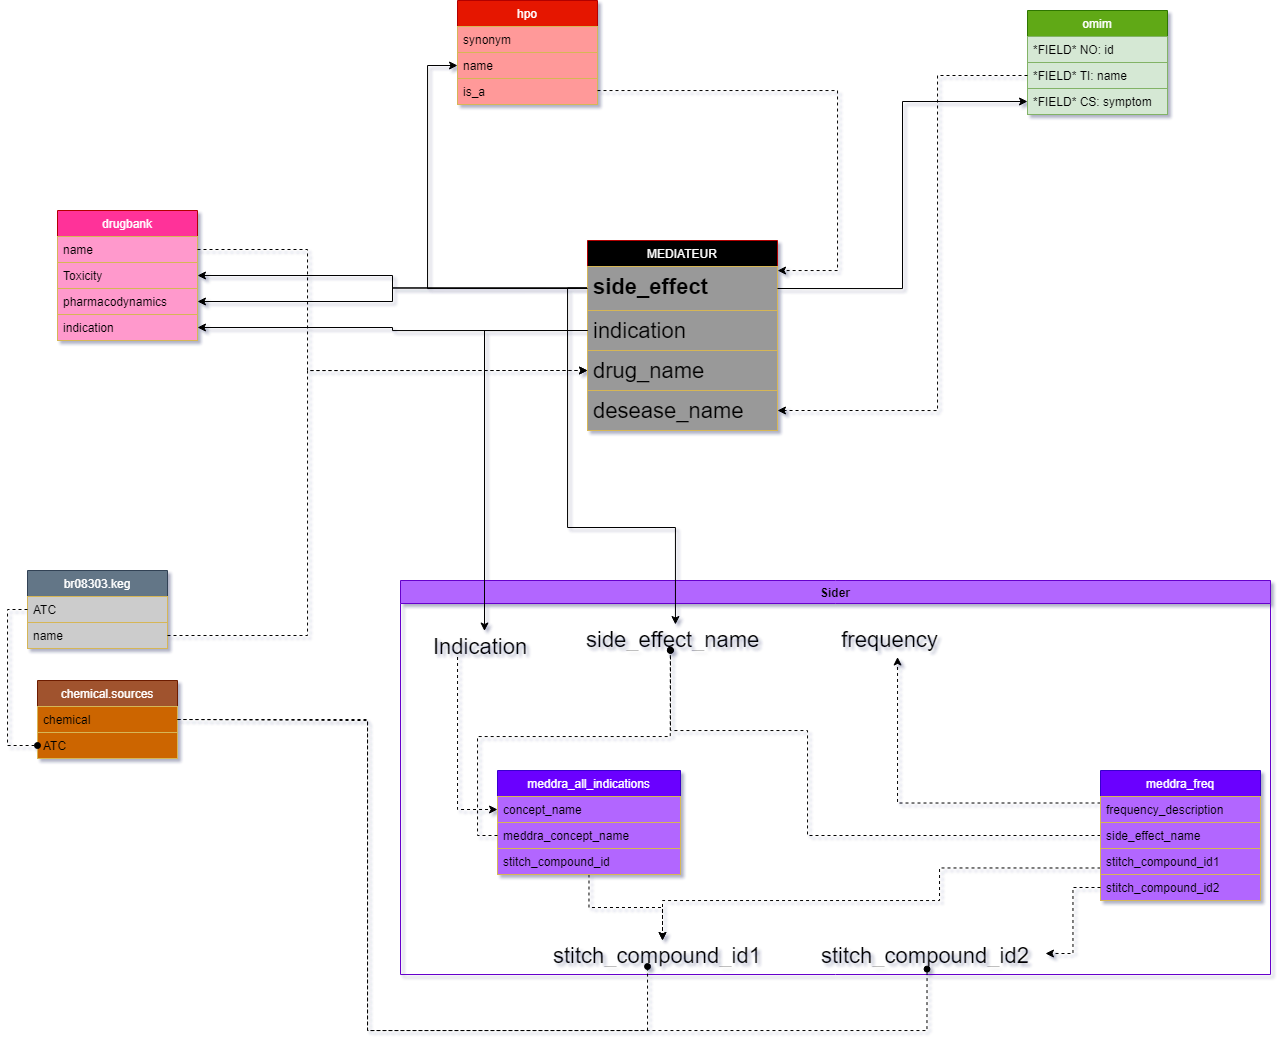 hpo
synonym
name
is_a
omim
*FIELD* NO: id
*FIELD* TI: name
*FIELD* CS: symptom
drugbank
name
Toxicity
pharmacodynamics
indication
MEDIATEUR
side_effect
indication
drug_name
desease_name
br08303.keg
ATC
name
chemical.sources
chemical
ATC
Sider
Indication
side_effect_name
frequency
meddra_all_indications
concept_name
meddra_concept_name
stitch_compound_id
meddra_freq
frequency_description
side_effect_name
stitch_compound_id1
stitch_compound_id2
stitch_compound_id1
stitch_compound_id2